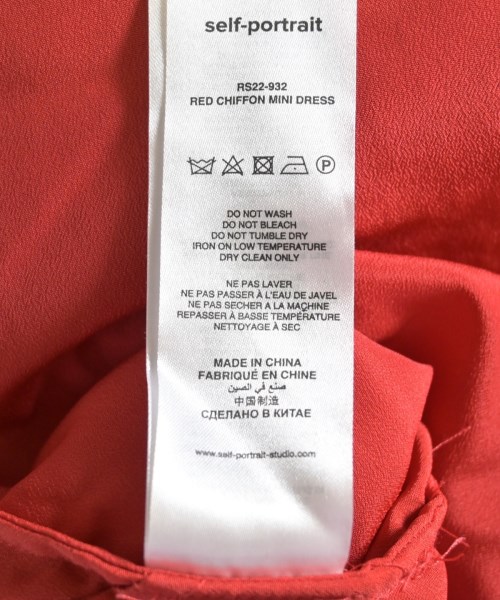 self-portrait
RS22-932
RED CHIFFON MINI DRESS
P
DO NOT WASH
DO NOT BLEACH
DO NOT TUMBLE DRY
IRON ON LOW TEMPERATURE
DRY CLEAN ONLY
NE PAS LAVER
NE PAS PASSER À L'EAU DE JAVEL
NE PAS SECHER A LA MACHINE
REPASSER À BASSE TEMPÉRATURE
NETTOYAGE À SEC
MADE IN CHINA
FABRIQUÉ EN CHINE
صنع في الصين
中国制造
СДЕЛАНО В КИТАЕ
www.self-portrait-studio.com